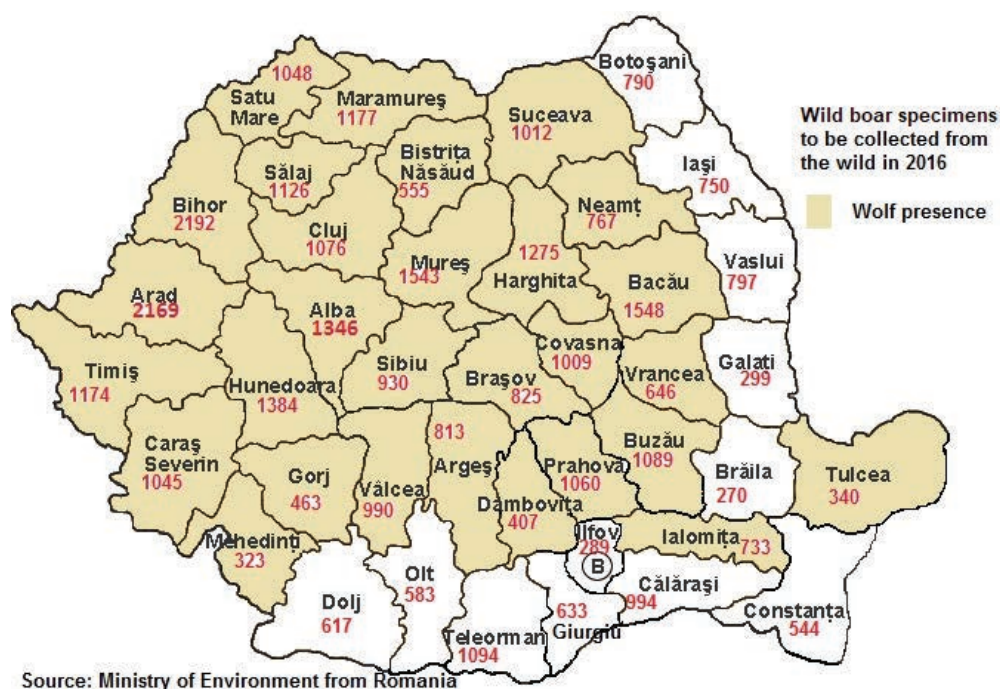 1048
Satu
Mare
Maramureş
1177
Suceava
1012
Botoşani
790
Wild boar specimens
to be collected from
the wild in 2016
Wolf presence
Sălaj
1126
Bistriţa
Năsăud
555
Iaşi
750
Bihor
2192
Cluj
1076
Neamţ
767
Mureş
1543
1275
Harghita
Bacău
1548
Vaslui
797
Arad
2169
Alba
1346
Timiş
1174
Hunedoara
1384
Sibiu
930
Braşov
825
Covasna
1009
Vrancea
646
Galati
299
Caraş
Severin
1045
Gorj
463
Vâlcea
990
813
Argeş
Dâmboviţa
407
Prahova
1060
Buzău
1089
Brăila
270
Tulcea
340
Mehedinţi
323
Ilfov
289
B
Ialomiţa
733
Dolj
617
Olt
583
Teleorman
1094
633
Giurgiu
Călăraşi
994
Constanţa
544
Source: Ministry of Environment from Romania